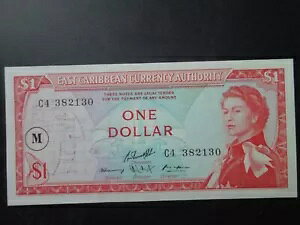 $1 EAST CARIBBEAN CURRENCY AUTHORITY $1
THESE NOTES ARE LEGAL TENDER
FOR THE PAYMENT OF ANY AMOUNT
C4 382130
ONE
DOLLAR
M
C4 382130
$1